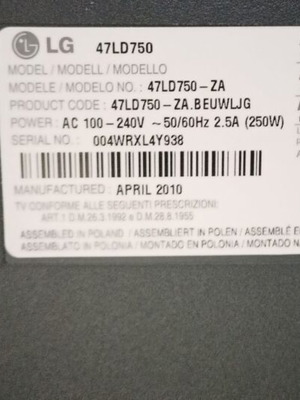 LG 47LD750
MODEL / MODELL / MODELLO
MODELE / MODELO NO. : 47LD750-ZA
PRODUCT CODE : 47LD750-ZA.BEUWLJG
POWER : AC 100-240V ~50/60Hz 2.5A (250W)
SERIAL NO. : 004WRXL4Y938
MANUFACTURED : APRIL 2010
TV CONFORME ALLE SEGUENTI PRESCRIZIONI:
ART.1 D.M.26.3.1992 e D.M.28.8.1955
ASSEMBLED IN POLAND / ASSEMBLIERT IN POLEN / ASSEMBLÉ
ASSEMBLATO IN POLONIA / MONTADO EN POLONIA / MONTADO